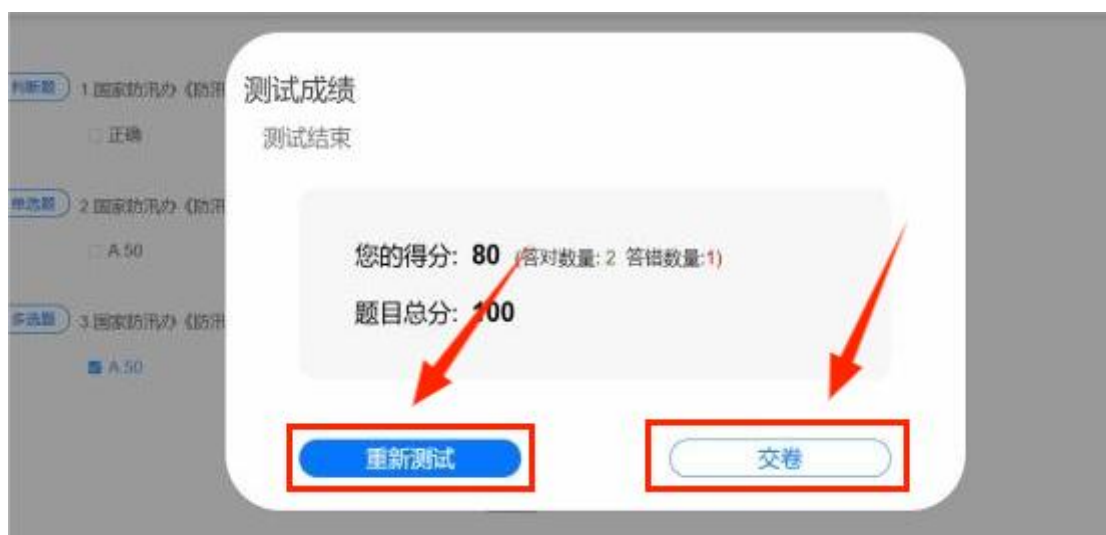 测试成绩
测试结束
判断题 1.国家防汛办《防汛
正确
单选题 2.国家防汛办《防汛
A.50
多选题 3.国家防汛办《防汛
A.50
您的得分: 80 (答对数量: 2 答错数量:1)
题目总分: 100
重新测试
交卷